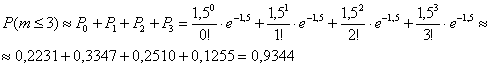 P(m ≤ 3) ≈ P₀ + P₁ + P₂ + P₃ = 1,5⁰/0! · e⁻¹,⁵ + 1,5¹/1! · e⁻¹,⁵ + 1,5²/2! · e⁻¹,⁵ + 1,5³/3! · e⁻¹,⁵ ≈
≈ 0,2231 + 0,3347 + 0,2510 + 0,1255 = 0,9344